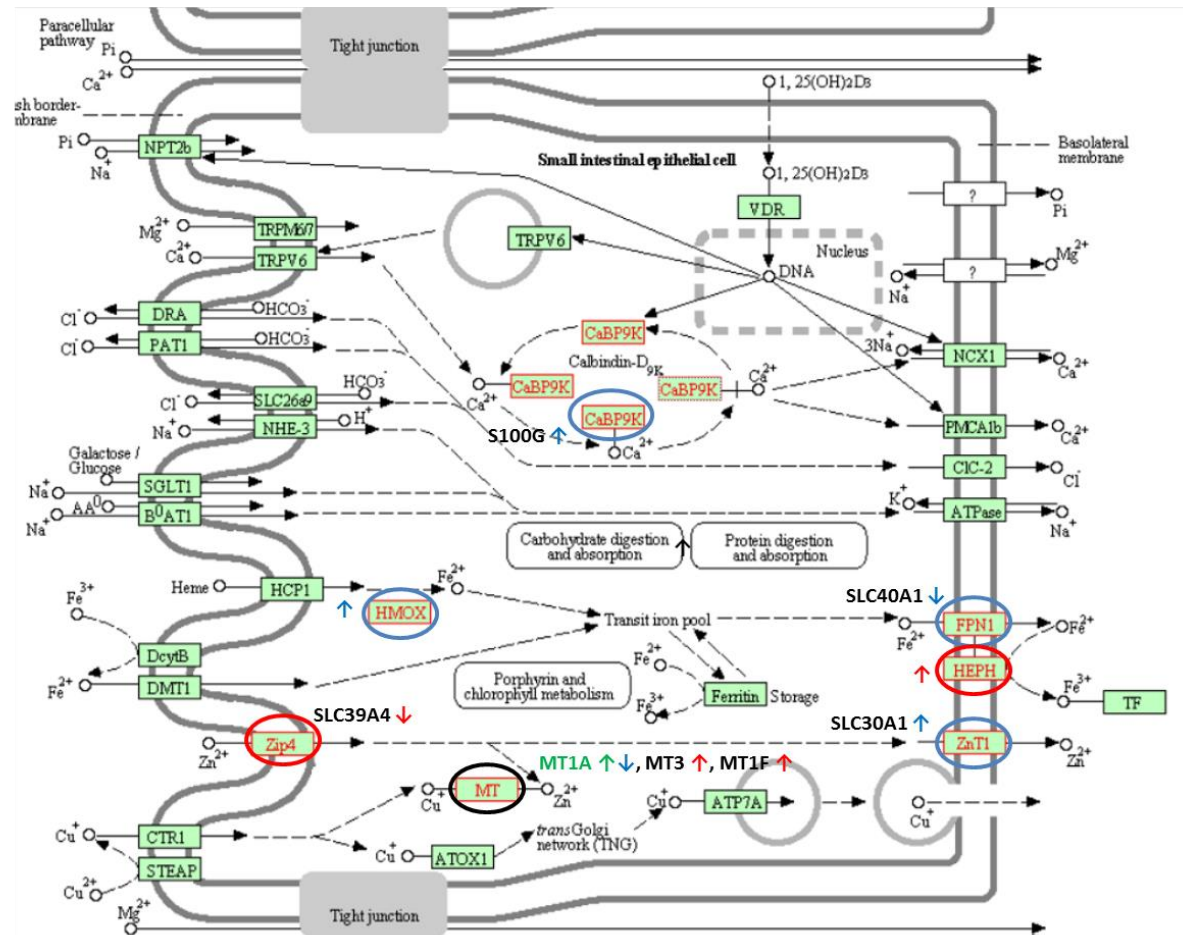 Paracellular
pathway
Pi
Ca2+
Tight junction
sh border-
nbrane
Pi
Na+
NPT2b
1, 25(OH)2D3
Small intestinal epithelial cell
1, 25(OH)2D3
Basolateral
membrane
VDR
?
Pi
Mg2+
TRPM6/7
Ca2+
TRPV6
TRPV6
Nucleus
DNA
?
Mg2+
Na+
Cl-
DRA
HCO3-
Cl-
PAT1
HCO3-
CaBP9K
Calbindin-D9K
CaBP9K
CaBP9K
Ca2+
Ca2+
3Na+
NCX1
Ca2+
HCO3-
Cl-
SLC26a9
Na+
NHE-3
H+
CaBP9K
S100G ↑
Ca2+
PMCA1b
Ca2+
Galactose /
Glucose
Na+
SGLT1
AA0
Na+
B0AT1
ClC-2
Cl-
K+
ATPase
Na+
Carbohydrate digestion
and absorption
↑
Protein digestion
and absorption
Heme
HCP1
Fe2+
↑
HMOX
Fe3+
Transit iron pool
SLC40A1 ↓
Fe2+
FPN1
Fe2+
DcytB
Fe2+
DMT1
Porphyrin and
chlorophyll metabolism
Fe2+
Fe3+
Ferritin
Storage
↑
HEPH
Fe3+
TF
SLC39A4 ↓
Zn2+
Zip4
SLC30A1 ↑
ZnT1
Zn2+
MT1A ↑↓, MT3 ↑, MT1F ↑
Cu+
MT
Zn2+
Cu+
ATP7A
Cu+
Cu+
CTR1
trans Golgi
network (TNG)
Cu+
ATOX1
STEAP
Cu2+
Mg2+
Tight junction